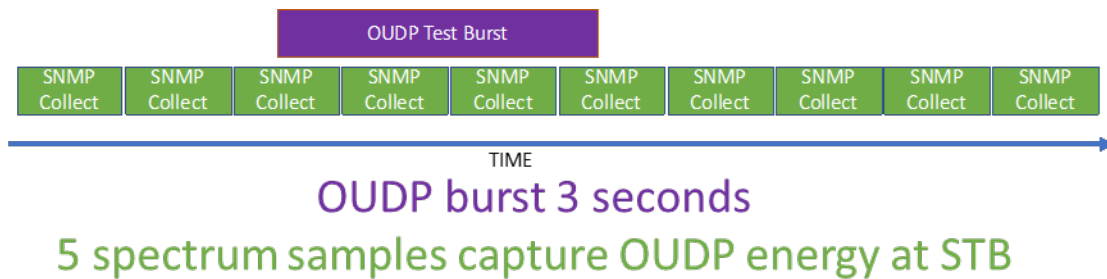 OUDP Test Burst
SNMP SNMP SNMP SNMP SNMP SNMP SNMP SNMP SNMP SNMP
Collect Collect Collect Collect Collect Collect Collect Collect Collect Collect
TIME
OUDP burst 3 seconds
5 spectrum samples capture OUDP energy at STB